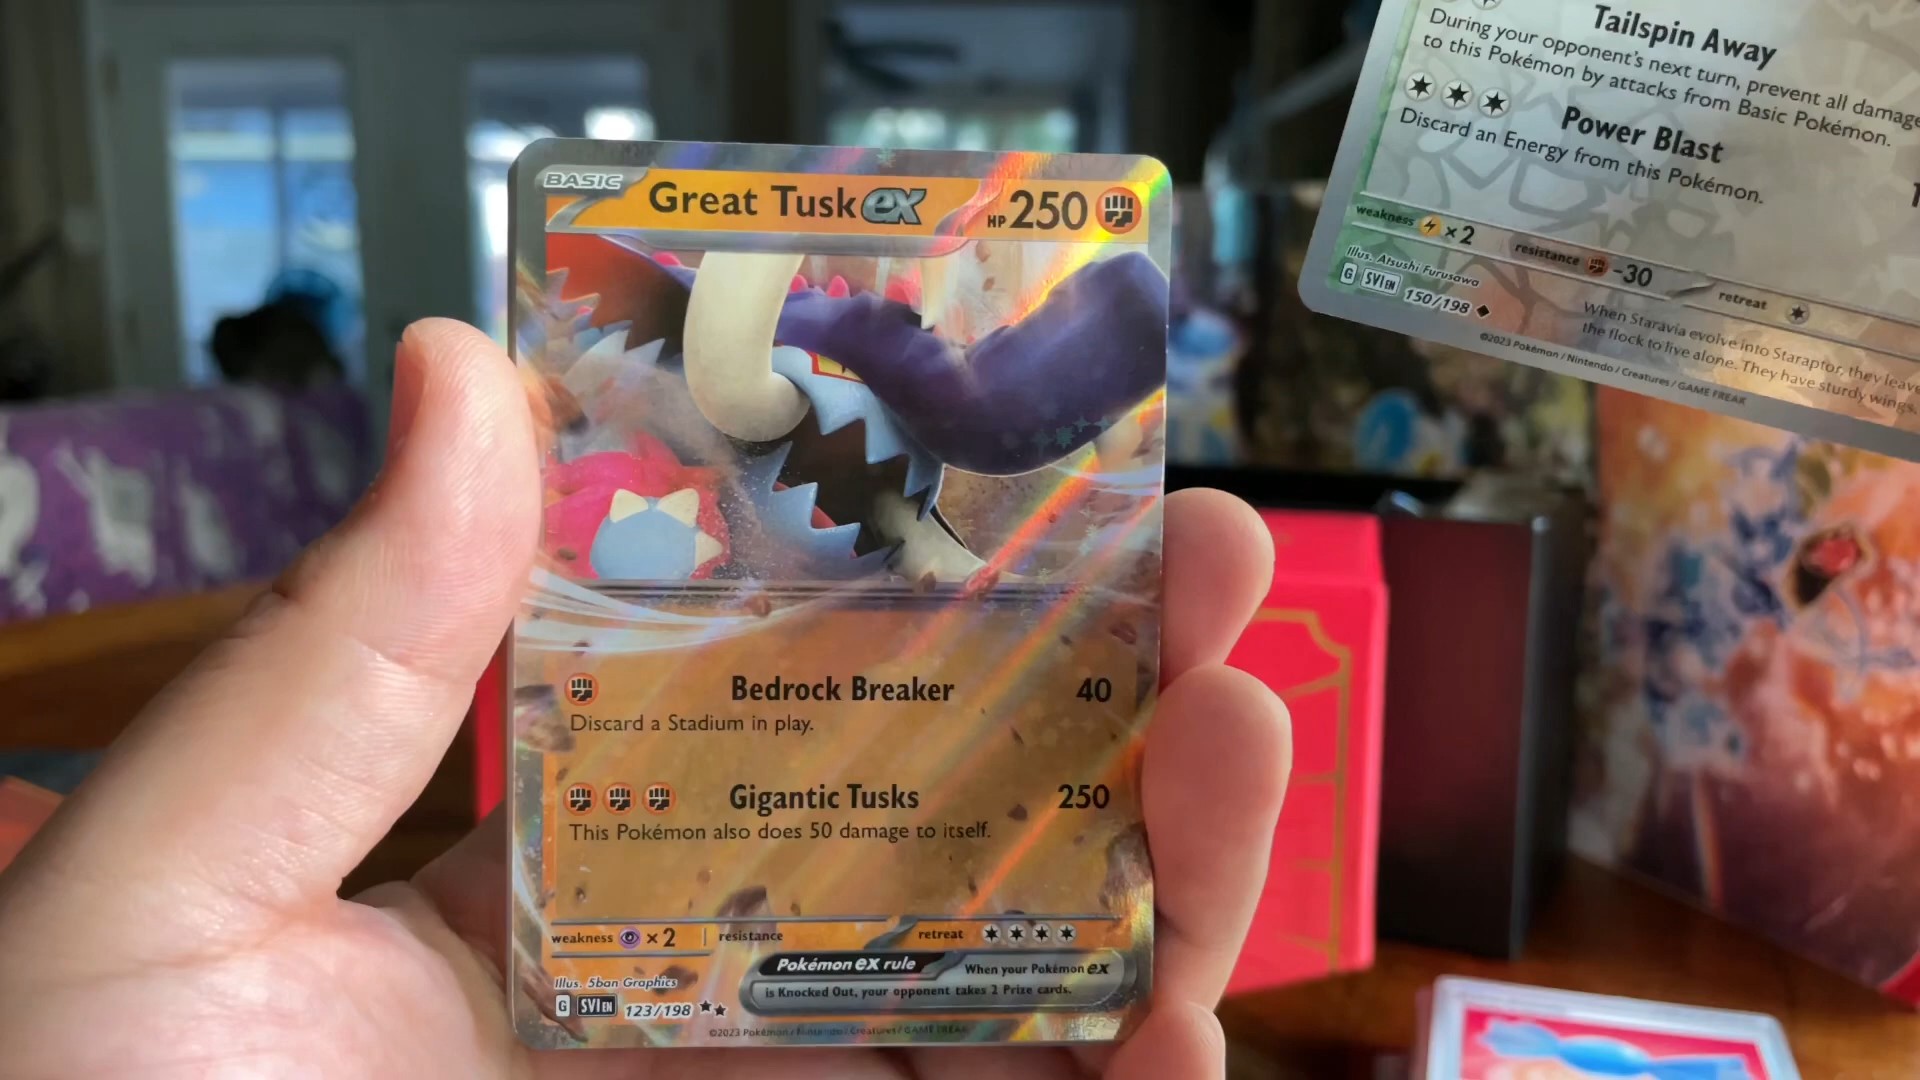 BASIC
Great Tusk ex
HP 250
Bedrock Breaker 40
Discard a Stadium in play.
Gigantic Tusks 250
This Pokémon also does 50 damage to itself.
weakness ×2 resistance retreat
Pokémon ex rule When your Pokémon ex
is Knocked Out, your opponent takes 2 Prize cards.
Illus. 5ban Graphics
G SVI EN 123/198
©2023 Pokémon / Nintendo / Creatures / GAME FREAK
Tailspin Away
During your opponent's next turn, prevent all damage
to this Pokémon by attacks from Basic Pokémon.
Power Blast
Discard an Energy from this Pokémon.
weakness ×2 resistance -30 retreat
Illus. Atsushi Furusawa
G SVI EN 150/198
When Staravia evolve into Staraptor, they leave
the flock to live alone. They have sturdy wings.
©2023 Pokémon / Nintendo / Creatures / GAME FREAK